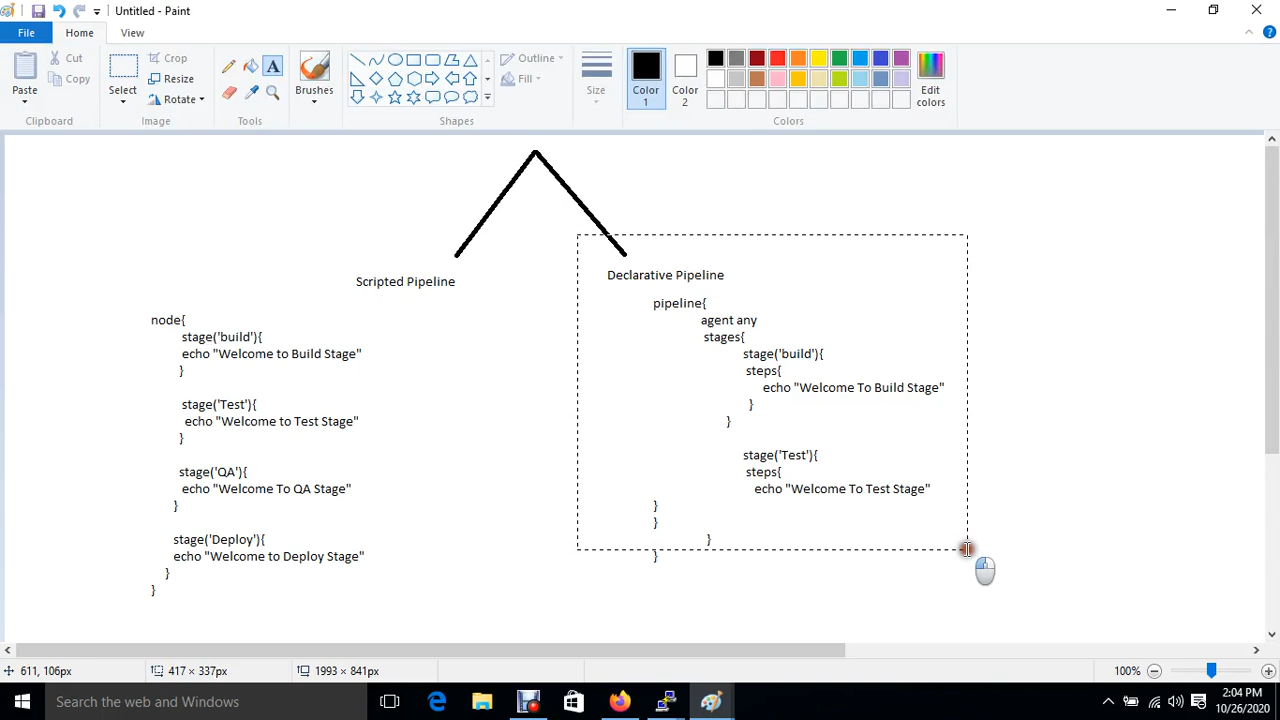 Untitled - Paint
File
Home
View
Paste
Cut
Copy
Clipboard
Select
Crop
Resize
Rotate
Image
A
Tools
Brushes
Outline
Fill
Shapes
Size
Color
1
Color
2
Edit
colors
Colors
Scripted Pipeline
node{
stage('build'){
echo "Welcome to Build Stage"
}
stage('Test'){
echo "Welcome to Test Stage"
}
stage('QA'){
echo "Welcome To QA Stage"
}
stage('Deploy'){
echo "Welcome to Deploy Stage"
}
}
Declarative Pipeline
pipeline{
agent any
stages{
stage('build'){
steps{
echo "Welcome To Build Stage"
}
}
stage('Test'){
steps{
echo "Welcome To Test Stage"
}
}
}
}
611, 106px
417 × 337px
1993 × 841px
100%
Search the web and Windows
2:04 PM
10/26/2020